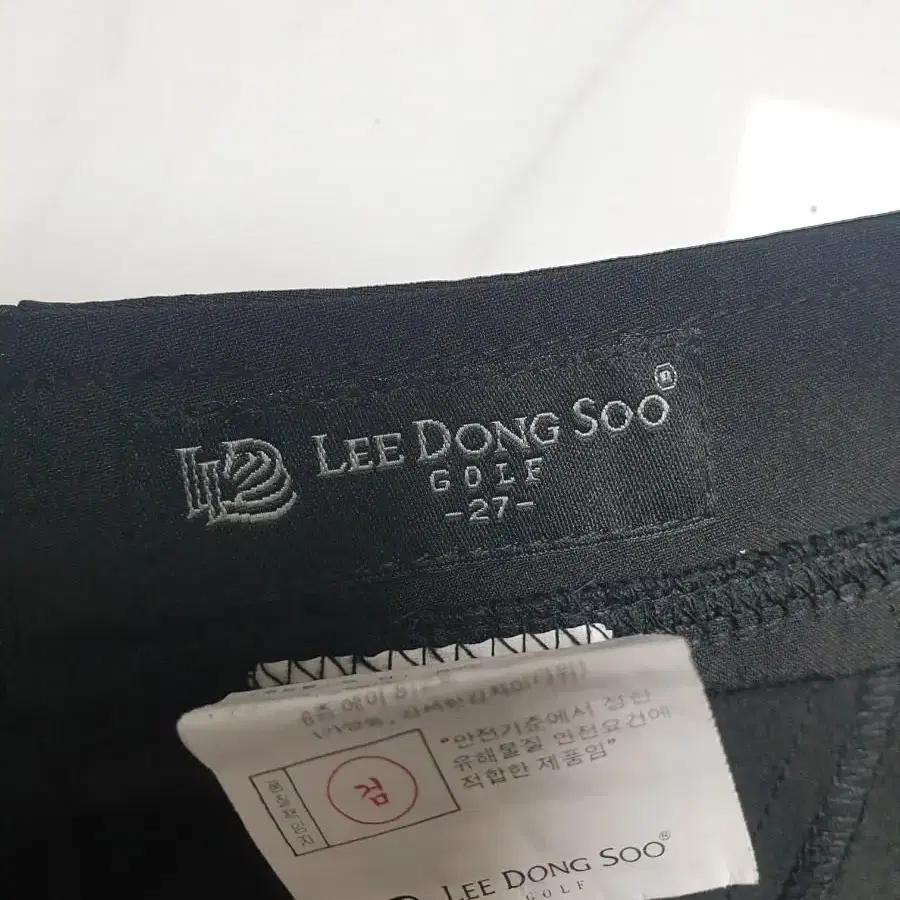 LEE DONG SOO®
GOLF
-27-
"안전기준에서 정한
유해물질 안전요건에
적합한 제품임"
검
LEE DONG SOO®
GOLF